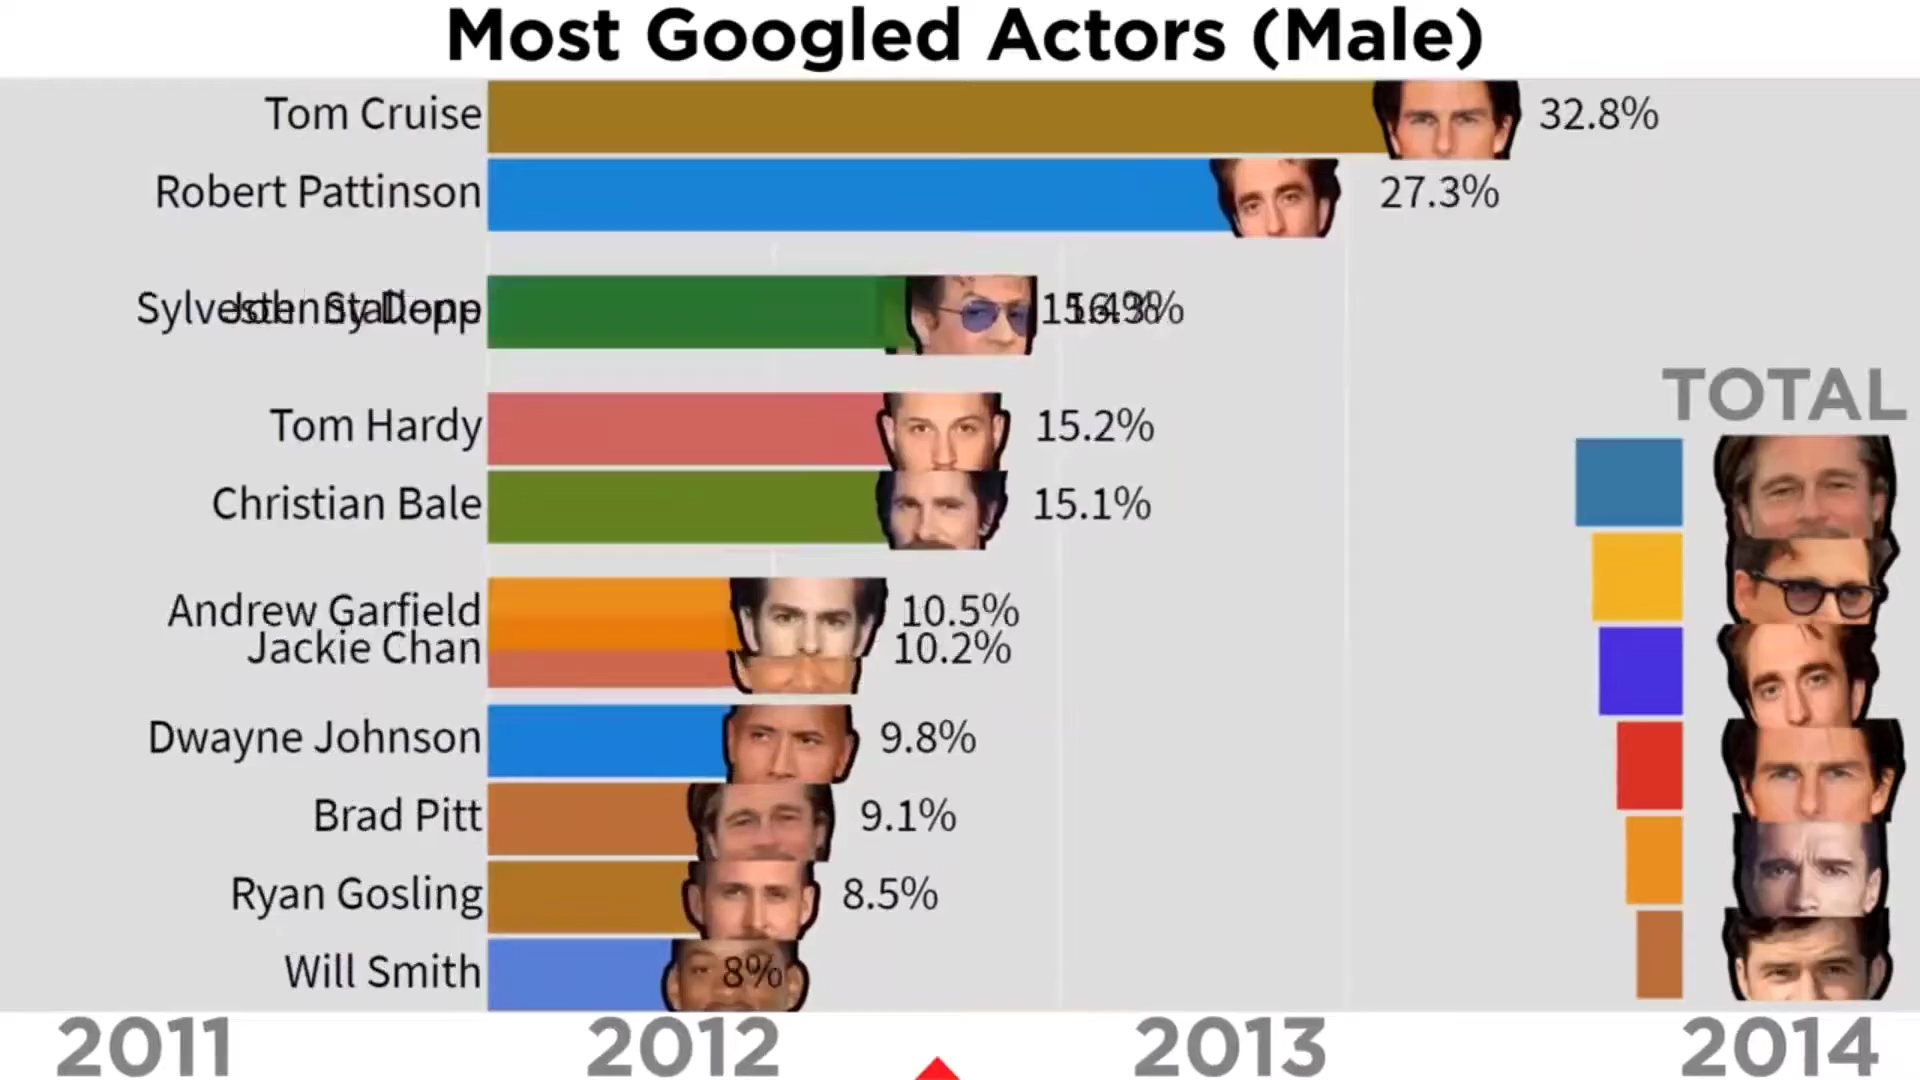 Most Googled Actors (Male)
Tom Cruise 32.8%
Robert Pattinson 27.3%
Tom Hardy 15.2%
Christian Bale 15.1%
Andrew Garfield 10.5%
Jackie Chan 10.2%
Dwayne Johnson 9.8%
Brad Pitt 9.1%
Ryan Gosling 8.5%
Will Smith 8%
TOTAL
2011 2012 2013 2014